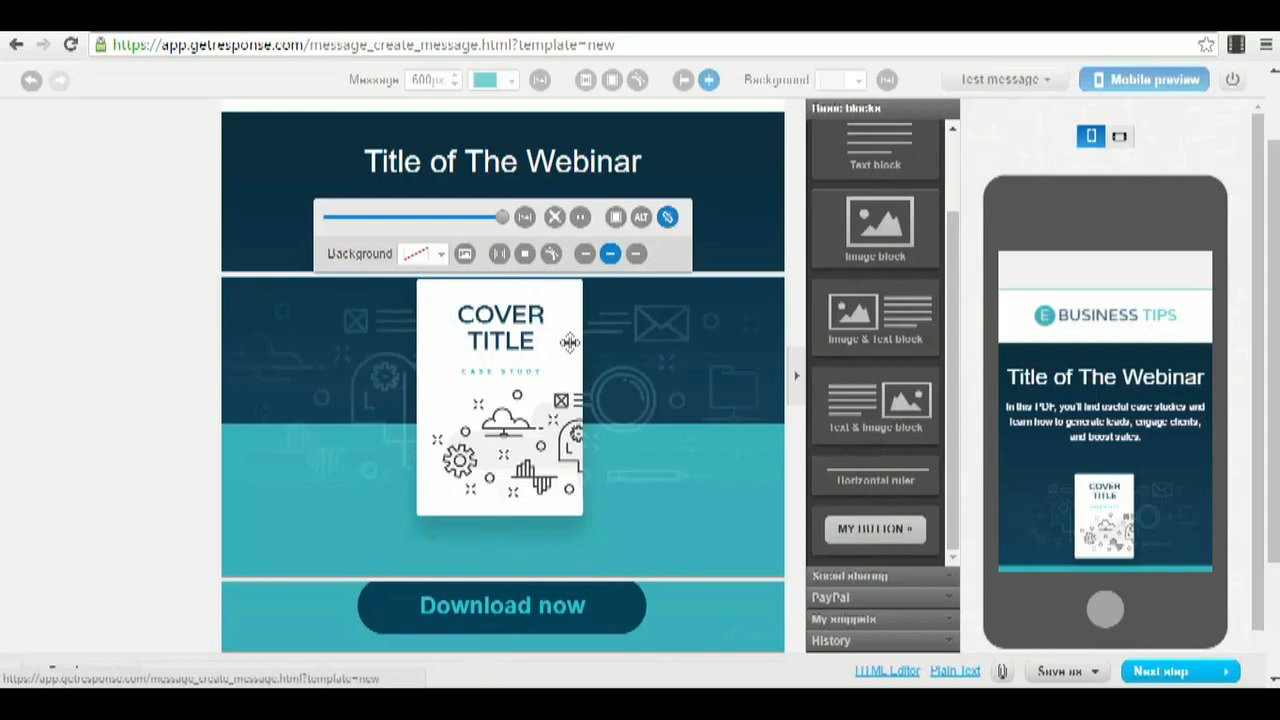 https://app.getresponse.com/message_create_message.html?template=new
Message 600px Background Test message Mobile preview
Title of The Webinar
ALT
Background
COVER
TITLE
CASE STUDY
Download now
Basic blocks
Text block
Image block
Image & Text block
Text & Image block
Horizontal ruler
MY BUTTON »
Social sharing
PayPal
My snippets
History
E BUSINESS TIPS
Title of The Webinar
In this PDF, you'll find useful case studies and
learn how to generate leads, engage clients,
and boost sales.
COVER
TITLE
HTML Editor Plain Text Save as Next step
https://app.getresponse.com/message_create_message.html?template=new